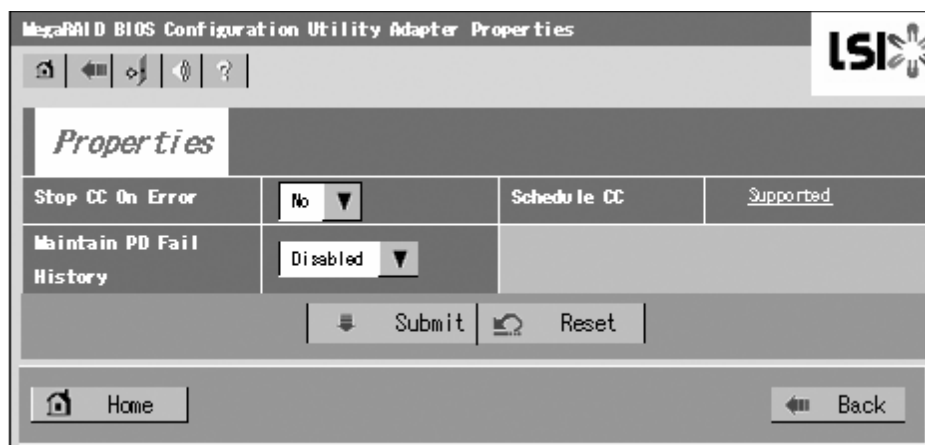 MegaRAID BIOS Configuration Utility Adapter Properties
LSI
?
Properties
Stop CC On Error
No
Schedule CC
Supported
Maintain PD Fail
History
Disabled
Submit
Reset
Home
Back